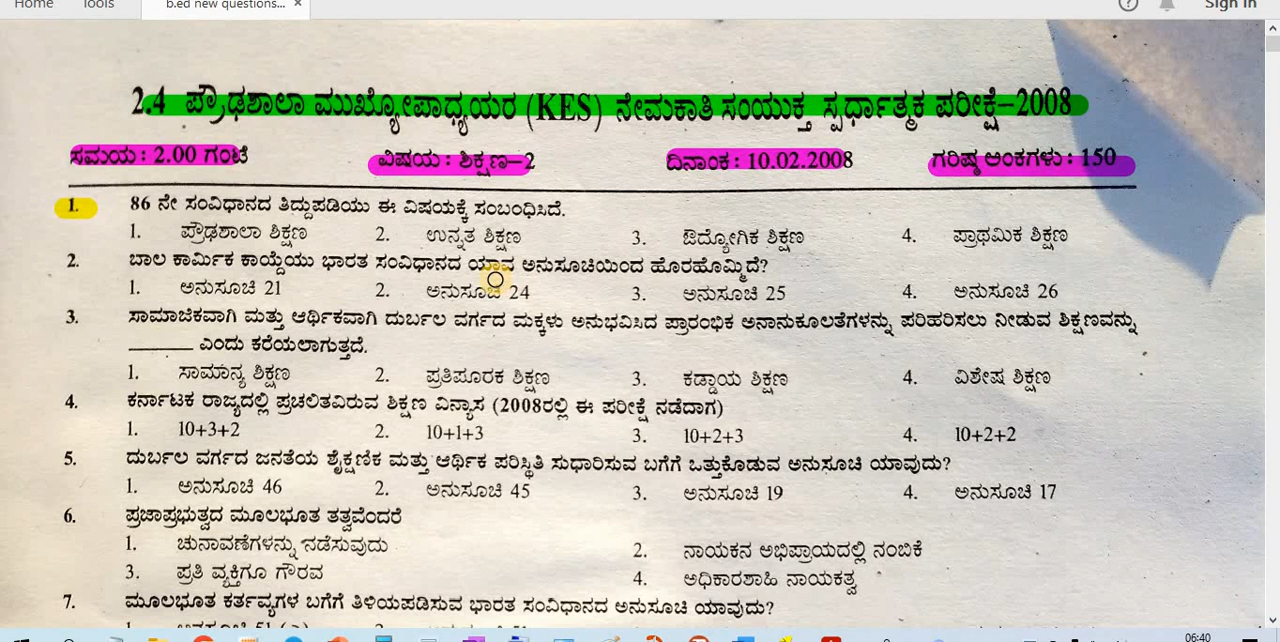 Home Tools b.ed new questions... × Sign In
2.4 ಪ್ರೌಢಶಾಲಾ ಮುಖ್ಯೋಪಾಧ್ಯಯರ (KES) ನೇಮಕಾತಿ ಸಂಯುಕ್ತ ಸ್ಪರ್ಧಾತ್ಮಕ ಪರೀಕ್ಷೆ-2008
ಸಮಯ: 2.00 ಗಂಟೆ ವಿಷಯ: ಶಿಕ್ಷಣ-2 ದಿನಾಂಕ: 10.02.2008 ಗರಿಷ್ಠ ಅಂಕಗಳು: 150
1. 86 ನೇ ಸಂವಿಧಾನದ ತಿದ್ದುಪಡಿಯು ಈ ವಿಷಯಕ್ಕೆ ಸಂಬಂಧಿಸಿದೆ.
1. ಪ್ರೌಢಶಾಲಾ ಶಿಕ್ಷಣ 2. ಉನ್ನತ ಶಿಕ್ಷಣ 3. ಔದ್ಯೋಗಿಕ ಶಿಕ್ಷಣ 4. ಪ್ರಾಥಮಿಕ ಶಿಕ್ಷಣ
2. ಬಾಲ ಕಾರ್ಮಿಕ ಕಾಯ್ದೆಯು ಭಾರತ ಸಂವಿಧಾನದ ಯಾವ ಅನುಸೂಚಿಯಿಂದ ಹೊರಹೊಮ್ಮಿದೆ?
1. ಅನುಸೂಚಿ 21 2. ಅನುಸೂಚಿ 24 3. ಅನುಸೂಚಿ 25 4. ಅನುಸೂಚಿ 26
3. ಸಾಮಾಜಿಕವಾಗಿ ಮತ್ತು ಆರ್ಥಿಕವಾಗಿ ದುರ್ಬಲ ವರ್ಗದ ಮಕ್ಕಳು ಅನುಭವಿಸಿದ ಪ್ರಾರಂಭಿಕ ಅನಾನುಕೂಲತೆಗಳನ್ನು ಪರಿಹರಿಸಲು ನೀಡುವ ಶಿಕ್ಷಣವನ್ನು
_______ ಎಂದು ಕರೆಯಲಾಗುತ್ತದೆ.
1. ಸಾಮಾನ್ಯ ಶಿಕ್ಷಣ 2. ಪ್ರತಿಪೂರಕ ಶಿಕ್ಷಣ 3. ಕಡ್ಡಾಯ ಶಿಕ್ಷಣ 4. ವಿಶೇಷ ಶಿಕ್ಷಣ
4. ಕರ್ನಾಟಕ ರಾಜ್ಯದಲ್ಲಿ ಪ್ರಚಲಿತವಿರುವ ಶಿಕ್ಷಣ ವಿನ್ಯಾಸ (2008ರಲ್ಲಿ ಈ ಪರೀಕ್ಷೆ ನಡೆದಾಗ)
1. 10+3+2 2. 10+1+3 3. 10+2+3 4. 10+2+2
5. ದುರ್ಬಲ ವರ್ಗದ ಜನತೆಯ ಶೈಕ್ಷಣಿಕ ಮತ್ತು ಆರ್ಥಿಕ ಪರಿಸ್ಥಿತಿ ಸುಧಾರಿಸುವ ಬಗೆಗೆ ಒತ್ತುಕೊಡುವ ಅನುಸೂಚಿ ಯಾವುದು?
1. ಅನುಸೂಚಿ 46 2. ಅನುಸೂಚಿ 45 3. ಅನುಸೂಚಿ 19 4. ಅನುಸೂಚಿ 17
6. ಪ್ರಜಾಪ್ರಭುತ್ವದ ಮೂಲಭೂತ ತತ್ವವೆಂದರೆ
1. ಚುನಾವಣೆಗಳನ್ನು ನಡೆಸುವುದು 2. ನಾಯಕನ ಅಭಿಪ್ರಾಯದಲ್ಲಿ ನಂಬಿಕೆ
3. ಪ್ರತಿ ವ್ಯಕ್ತಿಗೂ ಗೌರವ 4. ಅಧಿಕಾರಶಾಹಿ ನಾಯಕತ್ವ
7. ಮೂಲಭೂತ ಕರ್ತವ್ಯಗಳ ಬಗೆಗೆ ತಿಳಿಯಪಡಿಸುವ ಭಾರತ ಸಂವಿಧಾನದ ಅನುಸೂಚಿ ಯಾವುದು?
06:40